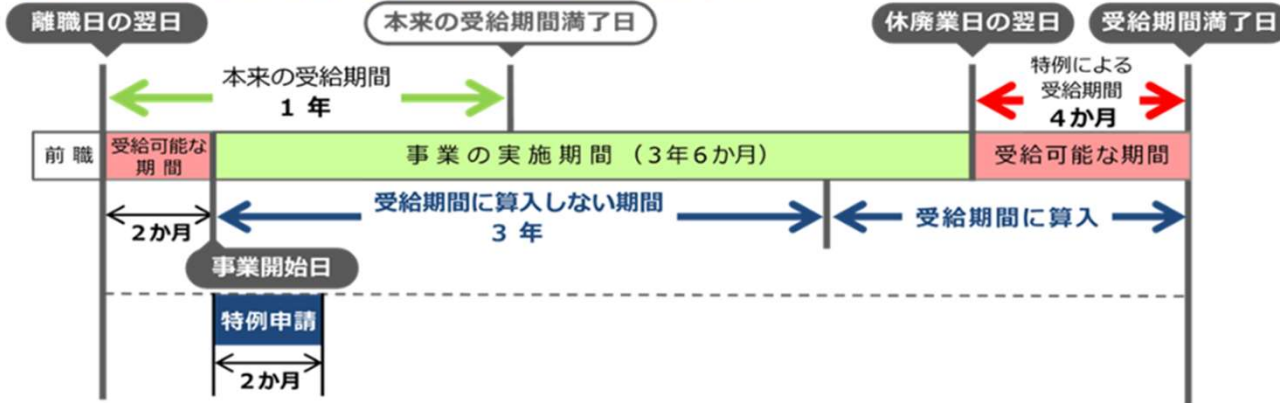 離職日の翌日
本来の受給期間満了日
休廃業日の翌日
受給期間満了日
本来の受給期間
1 年
特例による
受給期間
4か月
前 職
受給可能な
期 間
事 業 の 実 施 期 間 （3年6か月）
受給可能な期間
2か月
受給期間に算入しない期間
3 年
受給期間に算入
事業開始日
特例申請
2か月